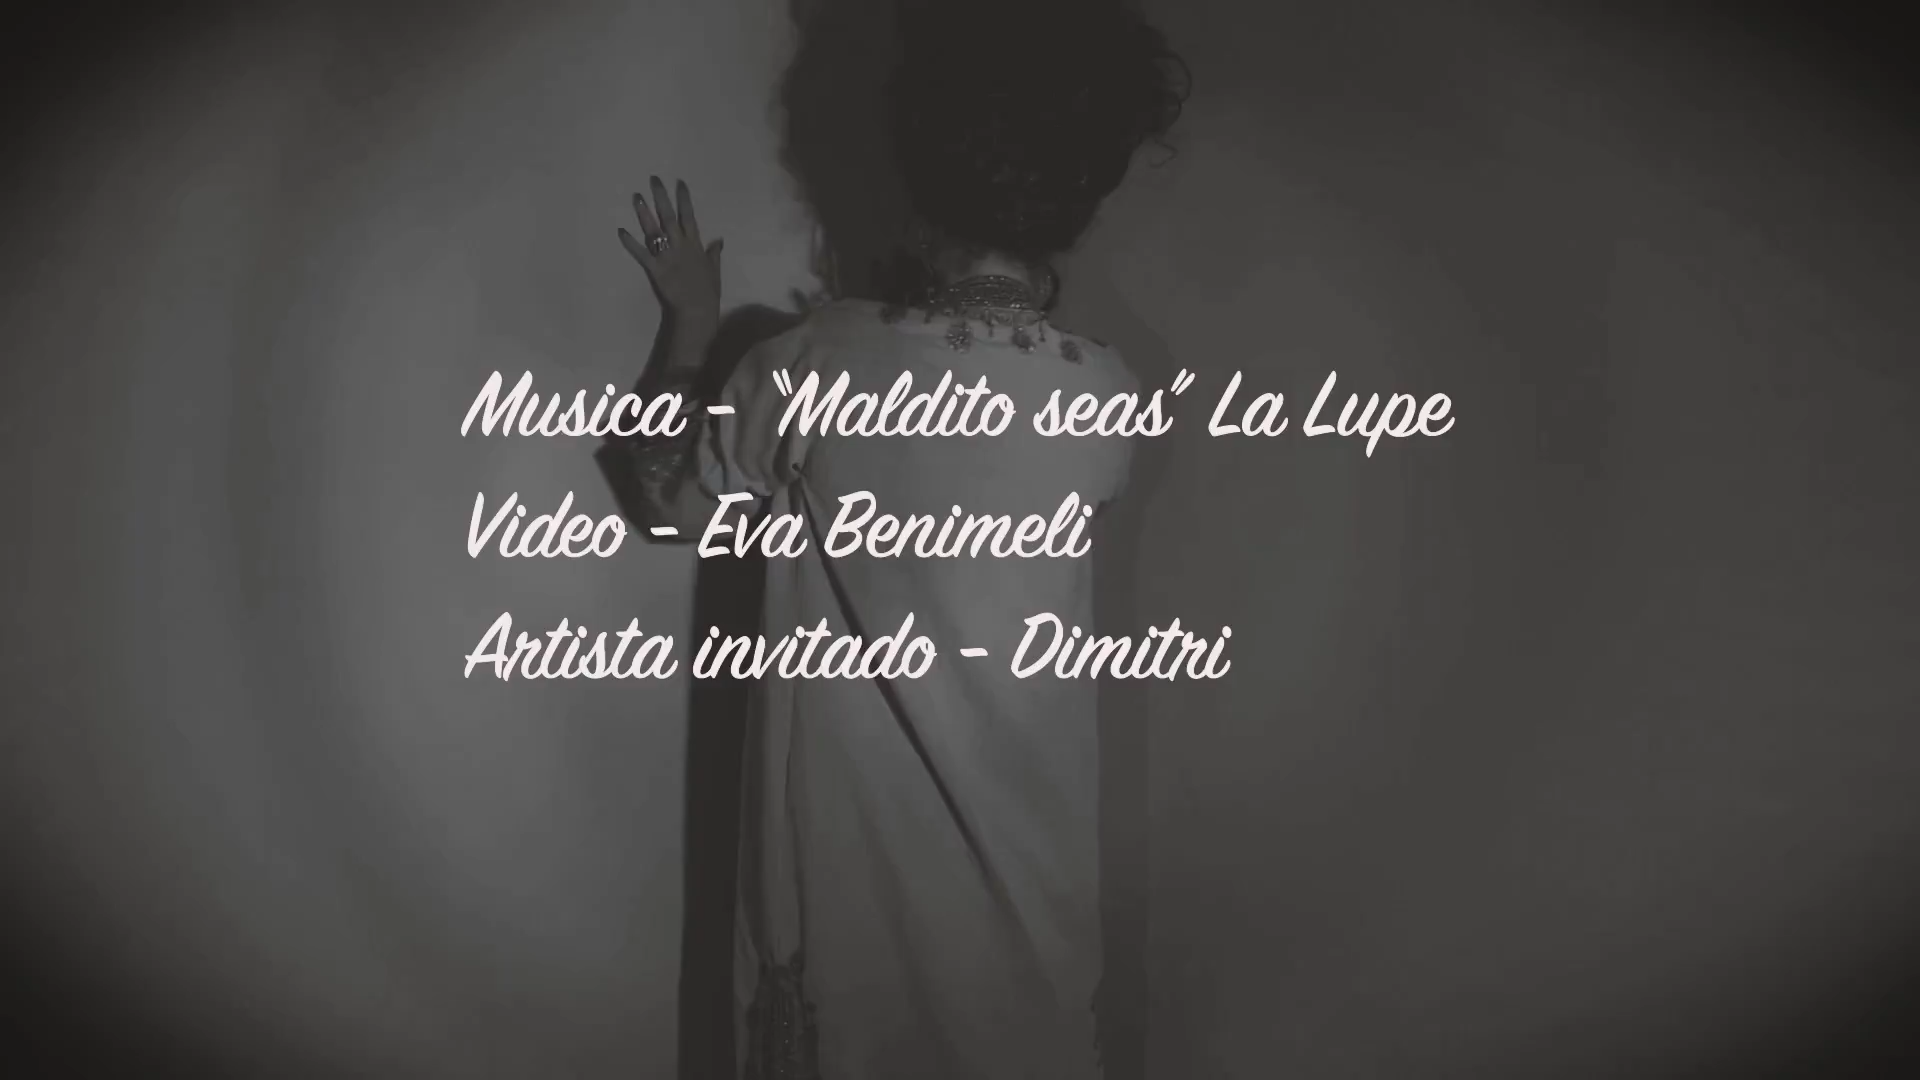 Musica - "Maldito seas" La Lupe
Video - Eva Benimeli
Artista invitado - Dimitri